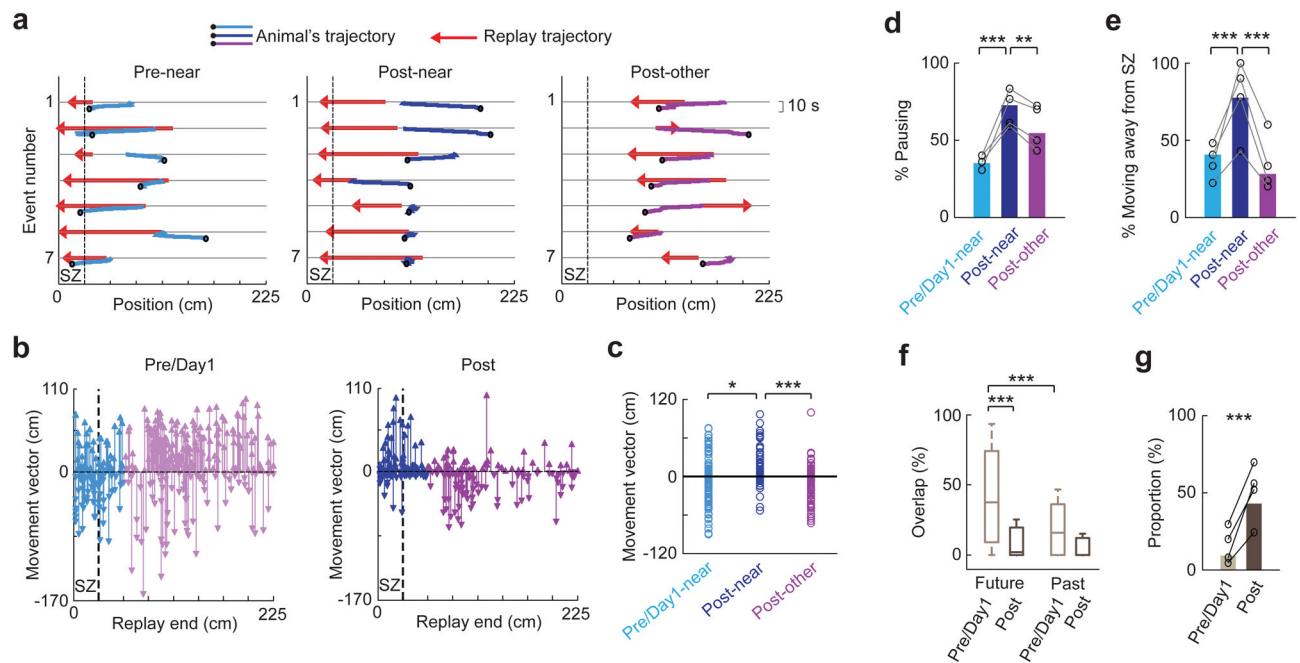 a
Animal's trajectory
Replay trajectory
Pre-near
Post-near
Post-other
Event number
1
7
SZ
0
225
Position (cm)
1
7
SZ
0
225
Position (cm)
1
7
SZ
0
225
Position (cm)
10 s
b
Pre/Day1
Movement vector (cm)
110
0
-170
SZ
0
225
Replay end (cm)
Post
Movement vector (cm)
110
0
-170
SZ
0
225
Replay end (cm)
c
* ***
Movement vector (cm)
120
0
-120
Pre/Day1-near
Post-near
Post-other
d
*** **
% Pausing
100
50
0
Pre/Day1-near
Post-near
Post-other
e
*** ***
% Moving away from SZ
100
50
0
Pre/Day1-near
Post-near
Post-other
f
***
***
Overlap (%)
100
50
0
Future Past
Pre/Day1
Post
Pre/Day1
Post
g
***
Proportion (%)
100
50
0
Pre/Day1
Post